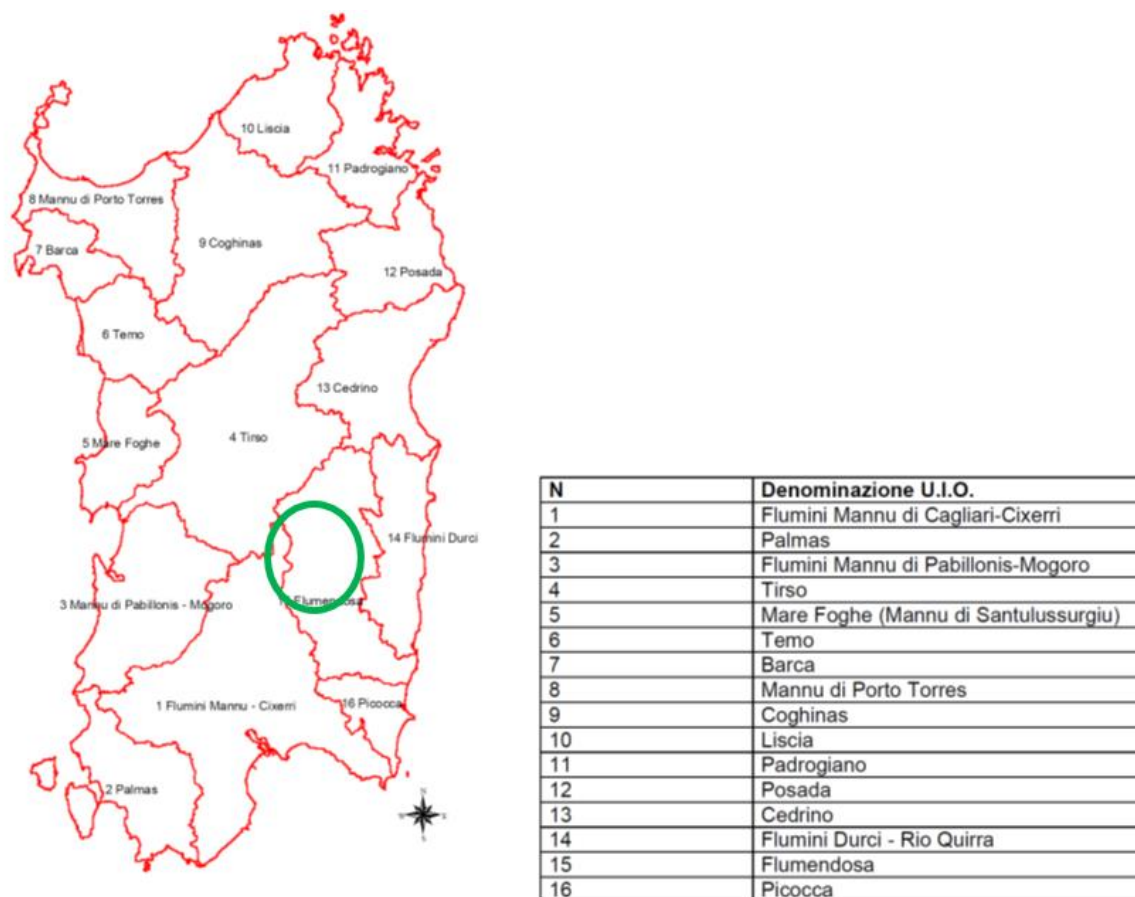 10 Liscia
11 Padrogiano
8 Mannu di Porto Torres
9 Coghinas
7 Barca
12 Posada
6 Temo
13 Cedrino
4 Tirso
5 Mare Foghe
14 Flumini Durci
3 Mannu di Pabillonis - Mogoro
Flumendosa
1 Flumini Mannu - Cixerri
16 Picocca
2 Palmas
N Denominazione U.I.O.
1 Flumini Mannu di Cagliari-Cixerri
2 Palmas
3 Flumini Mannu di Pabillonis-Mogoro
4 Tirso
5 Mare Foghe (Mannu di Santulussurgiu)
6 Temo
7 Barca
8 Mannu di Porto Torres
9 Coghinas
10 Liscia
11 Padrogiano
12 Posada
13 Cedrino
14 Flumini Durci - Rio Quirra
15 Flumendosa
16 Picocca